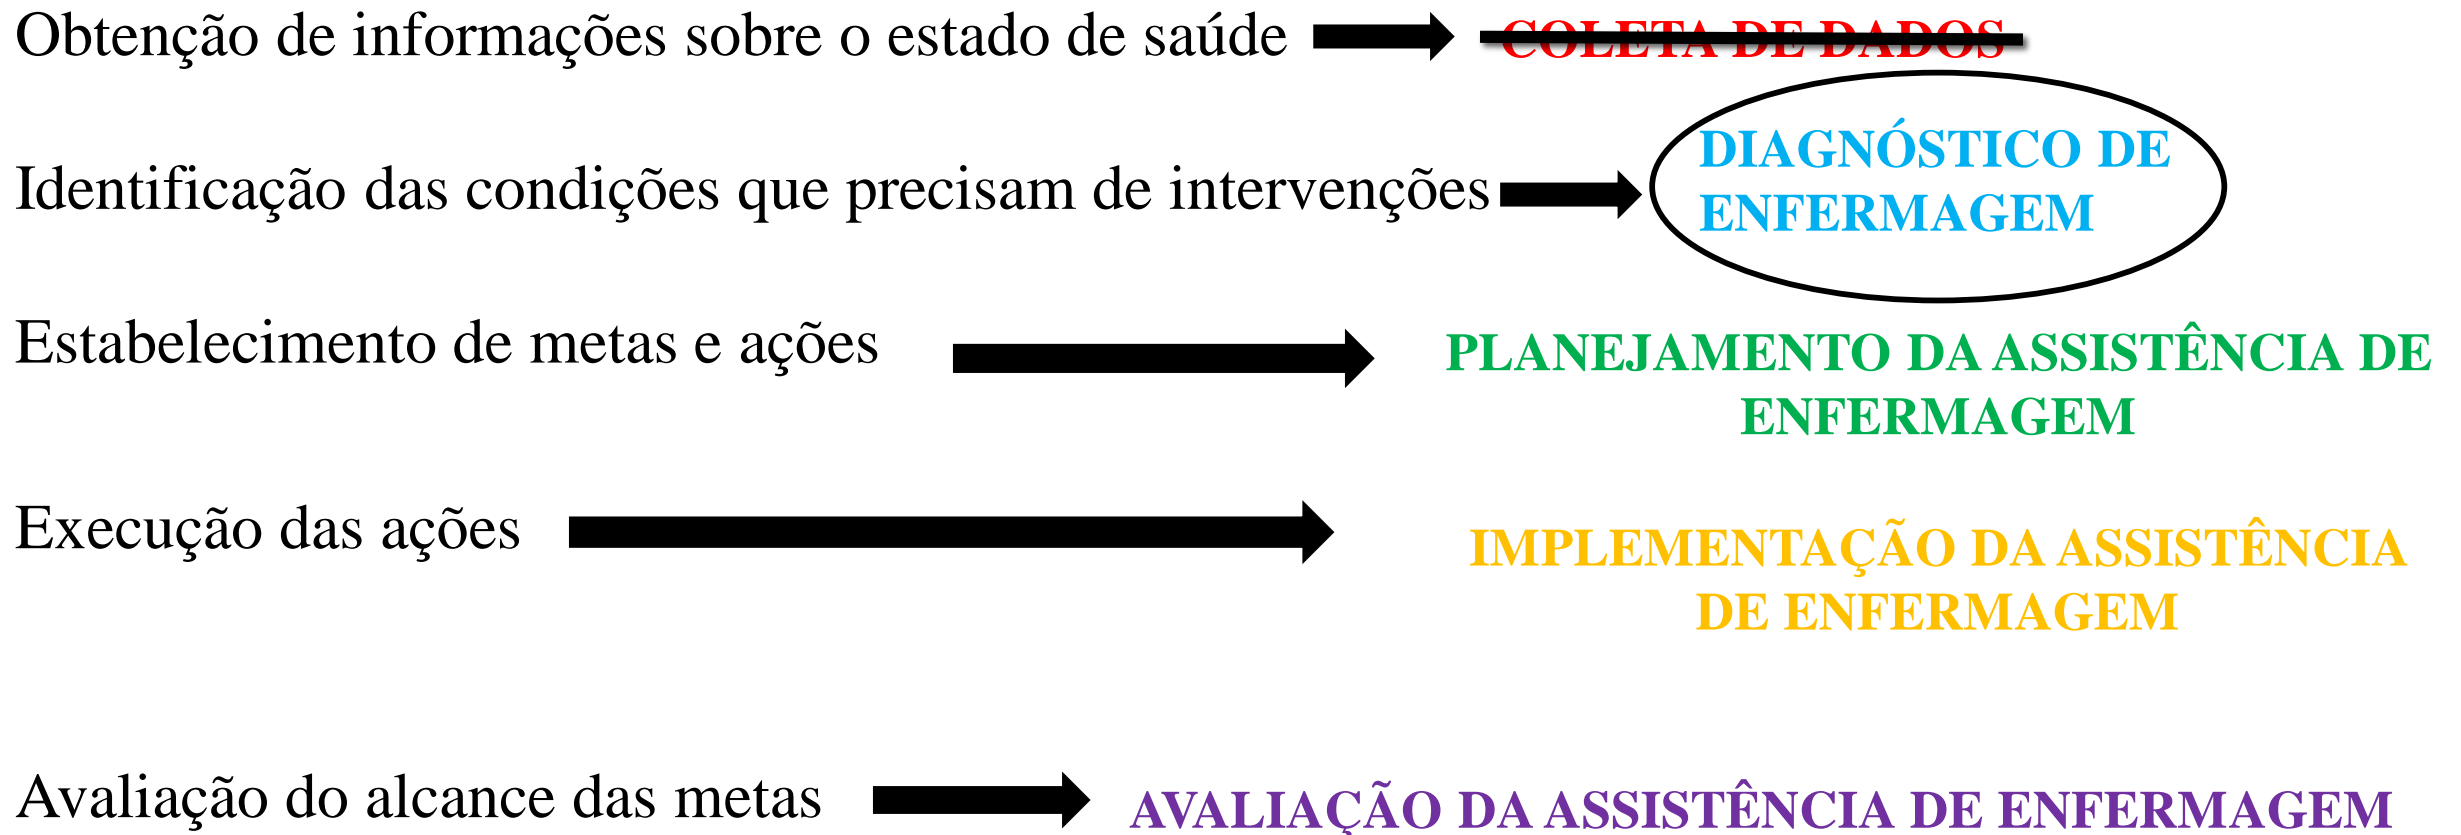 Obtenção de informações sobre o estado de saúde
COLETA DE DADOS
Identificação das condições que precisam de intervenções
DIAGNÓSTICO DE
ENFERMAGEM
Estabelecimento de metas e ações
PLANEJAMENTO DA ASSISTÊNCIA DE
ENFERMAGEM
Execução das ações
IMPLEMENTAÇÃO DA ASSISTÊNCIA
DE ENFERMAGEM
Avaliação do alcance das metas
AVALIAÇÃO DA ASSISTÊNCIA DE ENFERMAGEM